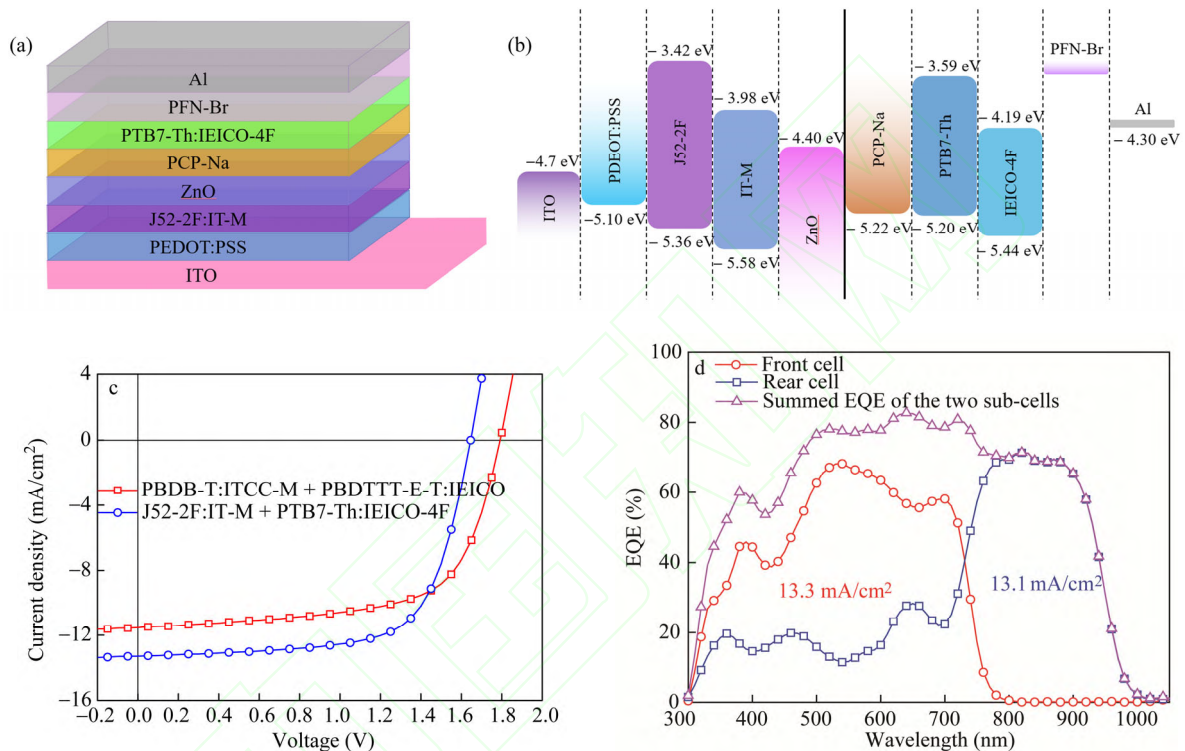 (a)
Al
PFN-Br
PTB7-Th:IEICO-4F
PCP-Na
ZnO
J52-2F:IT-M
PEDOT:PSS
ITO
(b)
−4.7 eV
ITO
PDEOT:PSS
−5.10 eV
−3.42 eV
J52-2F
−5.36 eV
−3.98 eV
IT-M
−5.58 eV
−4.40 eV
ZnO
PCP-Na
−5.22 eV
−3.59 eV
PTB7-Th
−5.20 eV
−4.19 eV
IEICO-4F
−5.44 eV
PFN-Br
Al
−4.30 eV
c
4
0
−4
−8
−12
−16
Current density (mA/cm²)
PBDB-T:ITCC-M + PBDTTT-E-T:IEICO
J52-2F:IT-M + PTB7-Th:IEICO-4F
−0.2 0.0 0.2 0.4 0.6 0.8 1.0 1.2 1.4 1.6 1.8 2.0
Voltage (V)
d
Front cell
Rear cell
Summed EQE of the two sub-cells
100
80
60
40
20
0
EQE (%)
13.3 mA/cm²
13.1 mA/cm²
300 400 500 600 700 800 900 1000
Wavelength (nm)